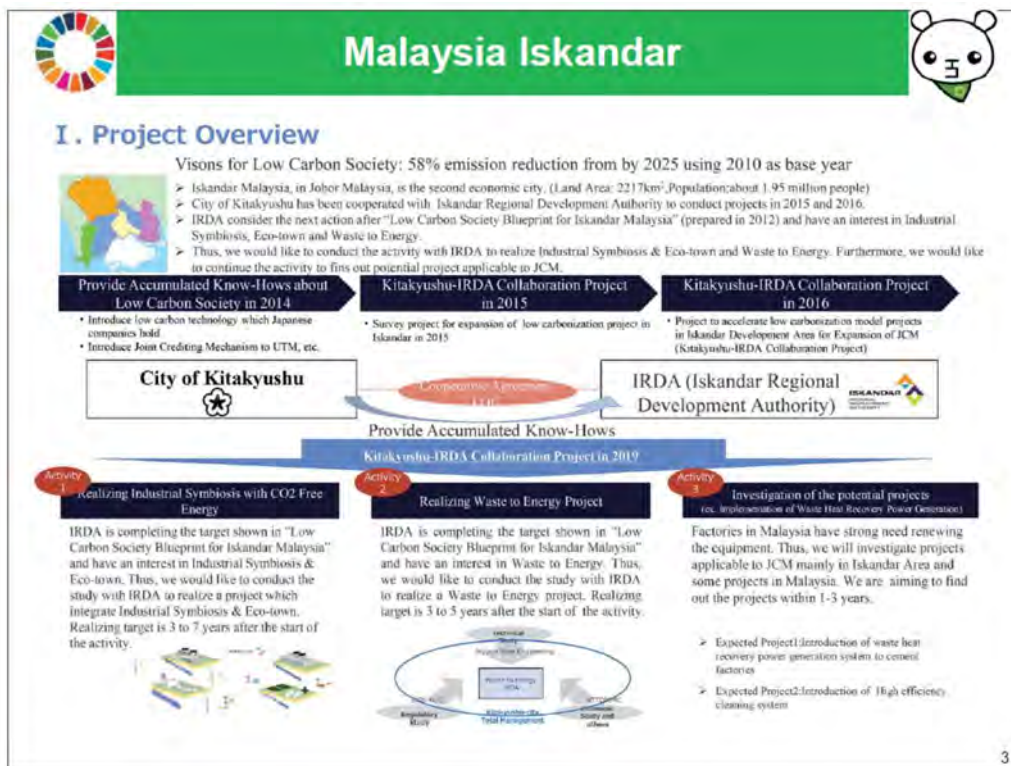 Malaysia Iskandar
I. Project Overview
Visons for Low Carbon Society: 58% emission reduction from by 2025 using 2010 as base year
➢ Iskandar Malaysia, in Johor Malaysia, is the second economic city. (Land Area: 2217km²,Population:about 1.95 million people)
➢ City of Kitakyushu has been cooperated with Iskandar Regional Development Authority to conduct projects in 2015 and 2016.
➢ IRDA consider the next action after "Low Carbon Society Blueprint for Iskandar Malaysia" (prepared in 2012) and have an interest in Industrial
Symbiosis, Eco-town and Waste to Energy.
➢ Thus, we would like to conduct the activity with IRDA to realize Industrial Symbiosis & Eco-town and Waste to Energy. Furthermore, we would like
to continue the activity to fins out potential project applicable to JCM.
Provide Accumulated Know-Hows about
Low Carbon Society in 2014
• Introduce low carbon technology which Japanese
companies hold
• Introduce Joint Crediting Mechanism to UTM, etc.
Kitakyushu-IRDA Collaboration Project
in 2015
• Survey project for expansion of low carbonization project in
Iskandar in 2015
Kitakyushu-IRDA Collaboration Project
in 2016
• Project to accelerate low carbonization model projects
in Iskandar Development Area for Expansion of JCM
(Kitakyushu-IRDA Collaboration Project)
City of Kitakyushu
Cooperative Agreement
IRDA (Iskandar Regional
Development Authority)
ISKANDAR
Provide Accumulated Know-Hows
Kitakyushu-IRDA Collaboration Project in 2019
Activity
1
Realizing Industrial Symbiosis with CO2 Free
Energy
IRDA is completing the target shown in "Low
Carbon Society Blueprint for Iskandar Malaysia"
and have an interest in Industrial Symbiosis &
Eco-town. Thus, we would like to conduct the
study with IRDA to realize a project which
integrate Industrial Symbiosis & Eco-town.
Realizing target is 3 to 7 years after the start of
the activity.
Activity
2
Realizing Waste to Energy Project
IRDA is completing the target shown in "Low
Carbon Society Blueprint for Iskandar Malaysia"
and have an interest in Waste to Energy. Thus,
we would like to conduct the study with IRDA
to realize a Waste to Energy project. Realizing
target is 3 to 5 years after the start of the activity.
Study
Regulatory
Study
Total Management
Study and
others
Activity
3
Investigation of the potential projects
(ex. Implementation of Waste Heat Recovery Power Generation)
Factories in Malaysia have strong need renewing
the equipment. Thus, we will investigate projects
applicable to JCM mainly in Iskandar Area and
some projects in Malaysia. We are aiming to find
out the projects within 1-3 years.
➢ Expected Project1:Introduction of waste heat
recovery power generation system to cement
factories
➢ Expected Project2:Introduction of High efficiency
cleaning system
3